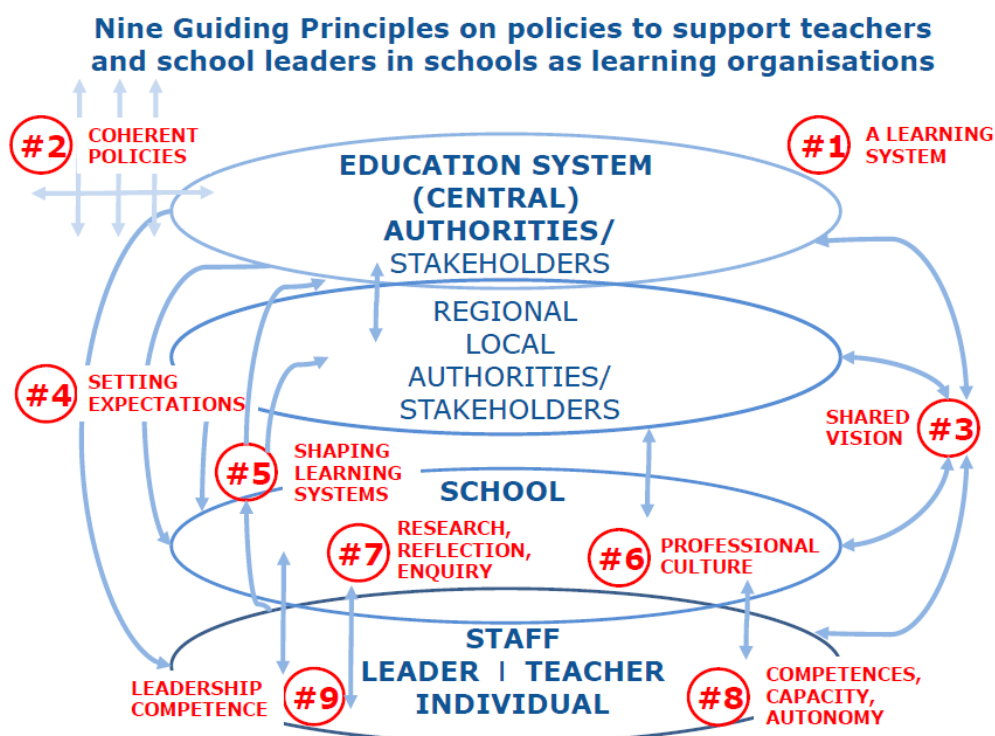 Nine Guiding Principles on policies to support teachers
and school leaders in schools as learning organisations
#2
COHERENT
POLICIES
#1
A LEARNING
SYSTEM
EDUCATION SYSTEM
(CENTRAL)
AUTHORITIES/
STAKEHOLDERS
REGIONAL
LOCAL
AUTHORITIES/
STAKEHOLDERS
#4
SETTING
EXPECTATIONS
SHARED
VISION
#3
#5
SHAPING
LEARNING
SYSTEMS
SCHOOL
#7
RESEARCH,
REFLECTION,
ENQUIRY
#6
PROFESSIONAL
CULTURE
STAFF
LEADER | TEACHER
INDIVIDUAL
LEADERSHIP
COMPETENCE
#9
#8
COMPETENCES,
CAPACITY,
AUTONOMY